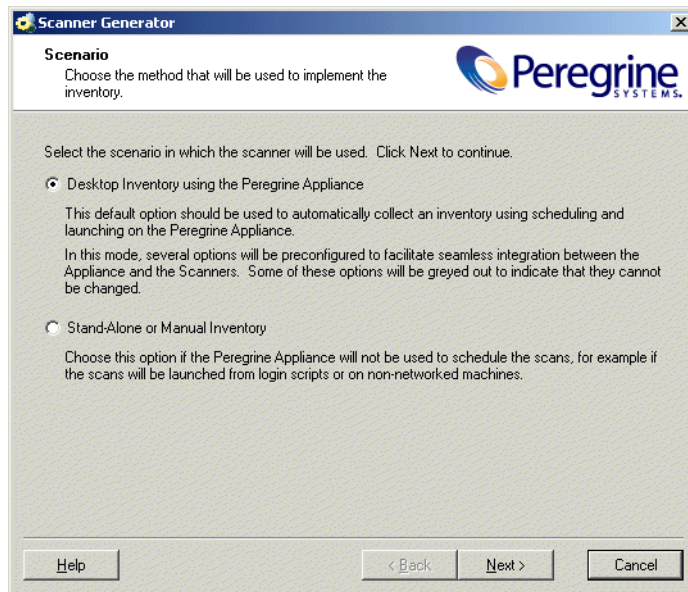 Scanner Generator
Scenario
Choose the method that will be used to implement the
inventory.
Peregrine
SYSTEMS.
Select the scenario in which the scanner will be used. Click Next to continue.
Desktop Inventory using the Peregrine Appliance
This default option should be used to automatically collect an inventory using scheduling and
launching on the Peregrine Appliance.
In this mode, several options will be preconfigured to facilitate seamless integration between the
Appliance and the Scanners. Some of these options will be greyed out to indicate that they cannot
be changed.
Stand-Alone or Manual Inventory
Choose this option if the Peregrine Appliance will not be used to schedule the scans, for example if
the scans will be launched from login scripts or on non-networked machines.
Help
< Back
Next >
Cancel